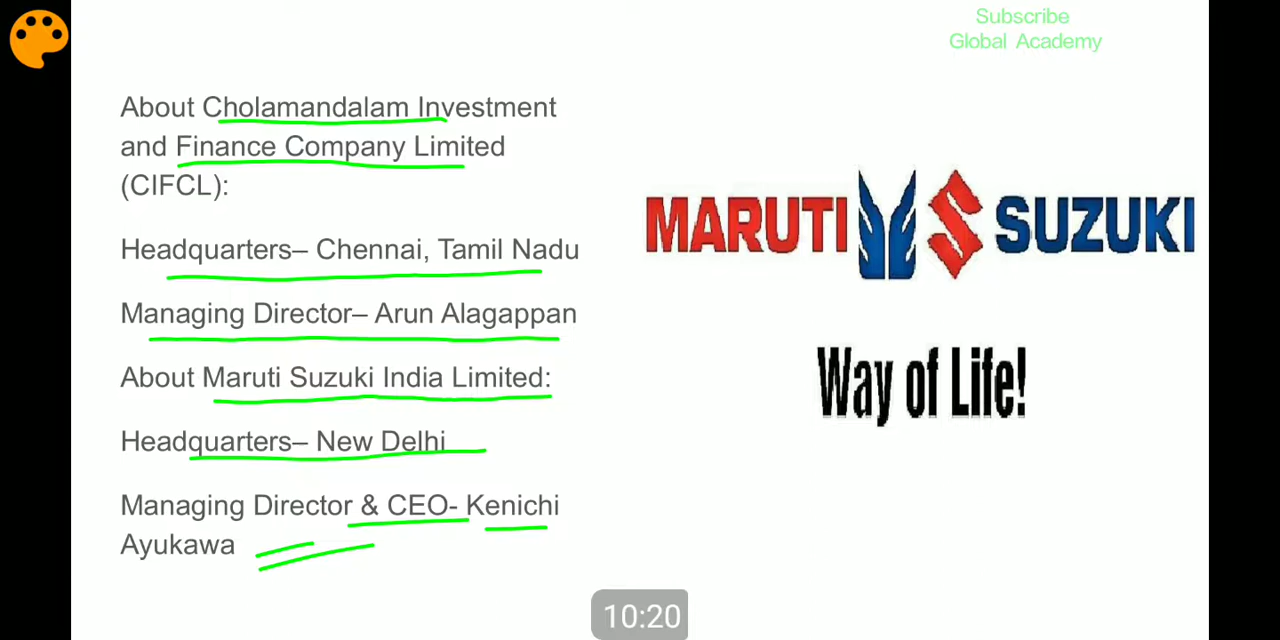 Subscribe
Global Academy
About Cholamandalam Investment
and Finance Company Limited
(CIFCL):
Headquarters– Chennai, Tamil Nadu
Managing Director– Arun Alagappan
About Maruti Suzuki India Limited:
Headquarters– New Delhi
Managing Director & CEO- Kenichi
Ayukawa
MARUTI SUZUKI
Way of Life!
10:20